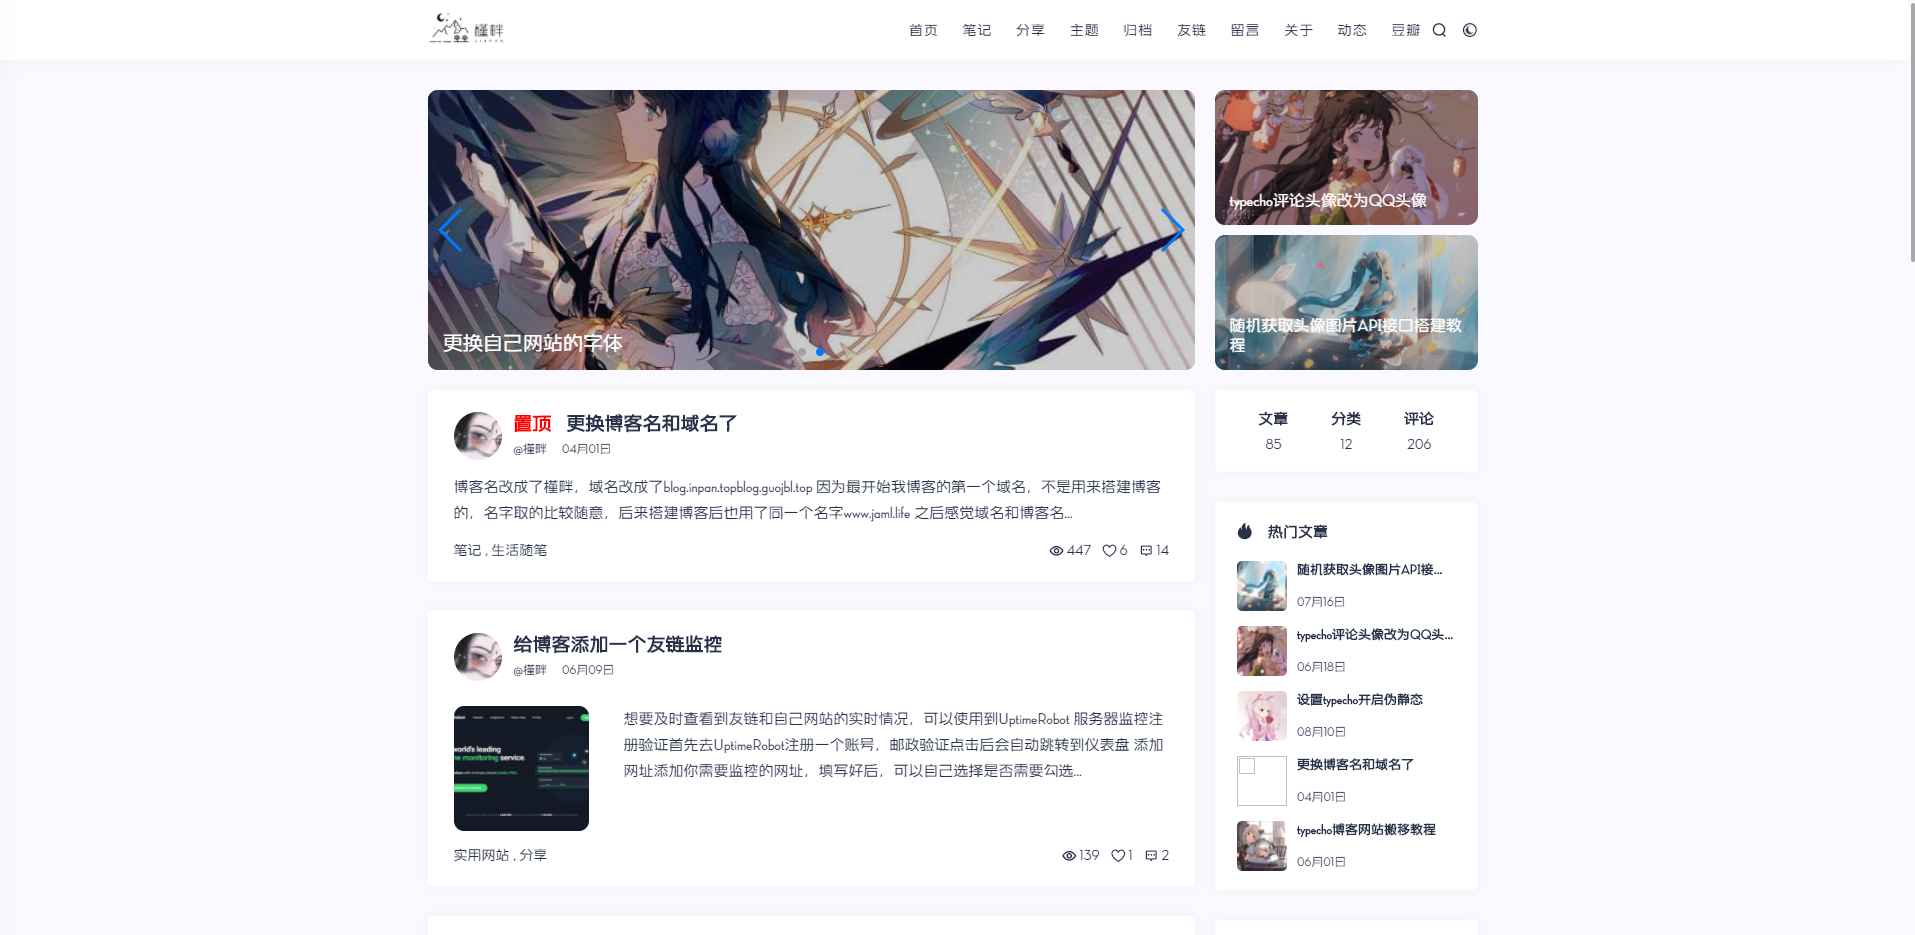 槿畔
首页 笔记 分享 主题 归档 友链 留言 关于 动态 豆瓣
更换自己网站的字体
typecho评论头像改为QQ头像
随机获取头像图片API接口搭建教
程
置顶 更换博客名和域名了
@槿畔 04月01日
博客名改成了槿畔，域名改成了blog.inpan.topblog.guojbl.top 因为最开始我博客的第一个域名，不是用来搭建博客
的，名字取的比较随意，后来搭建博客后也用了同一个名字www.jaml.life 之后感觉域名和博客名...
笔记 , 生活随笔
447 6 14
文章 分类 评论
85 12 206
热门文章
随机获取头像图片API接...
07月16日
typecho评论头像改为QQ头...
06月18日
设置typecho开启伪静态
08月10日
更换博客名和域名了
04月01日
typecho博客网站搬移教程
06月01日
给博客添加一个友链监控
@槿畔 06月09日
world's leading
me monitoring service.
想要及时查看到友链和自己网站的实时情况，可以使用到UptimeRobot 服务器监控注
册验证首先去UptimeRobot注册一个账号，邮政验证点击后会自动跳转到仪表盘 添加
网址添加你需要监控的网址，填写好后，可以自己选择是否需要勾选...
实用网站 , 分享
139 1 2